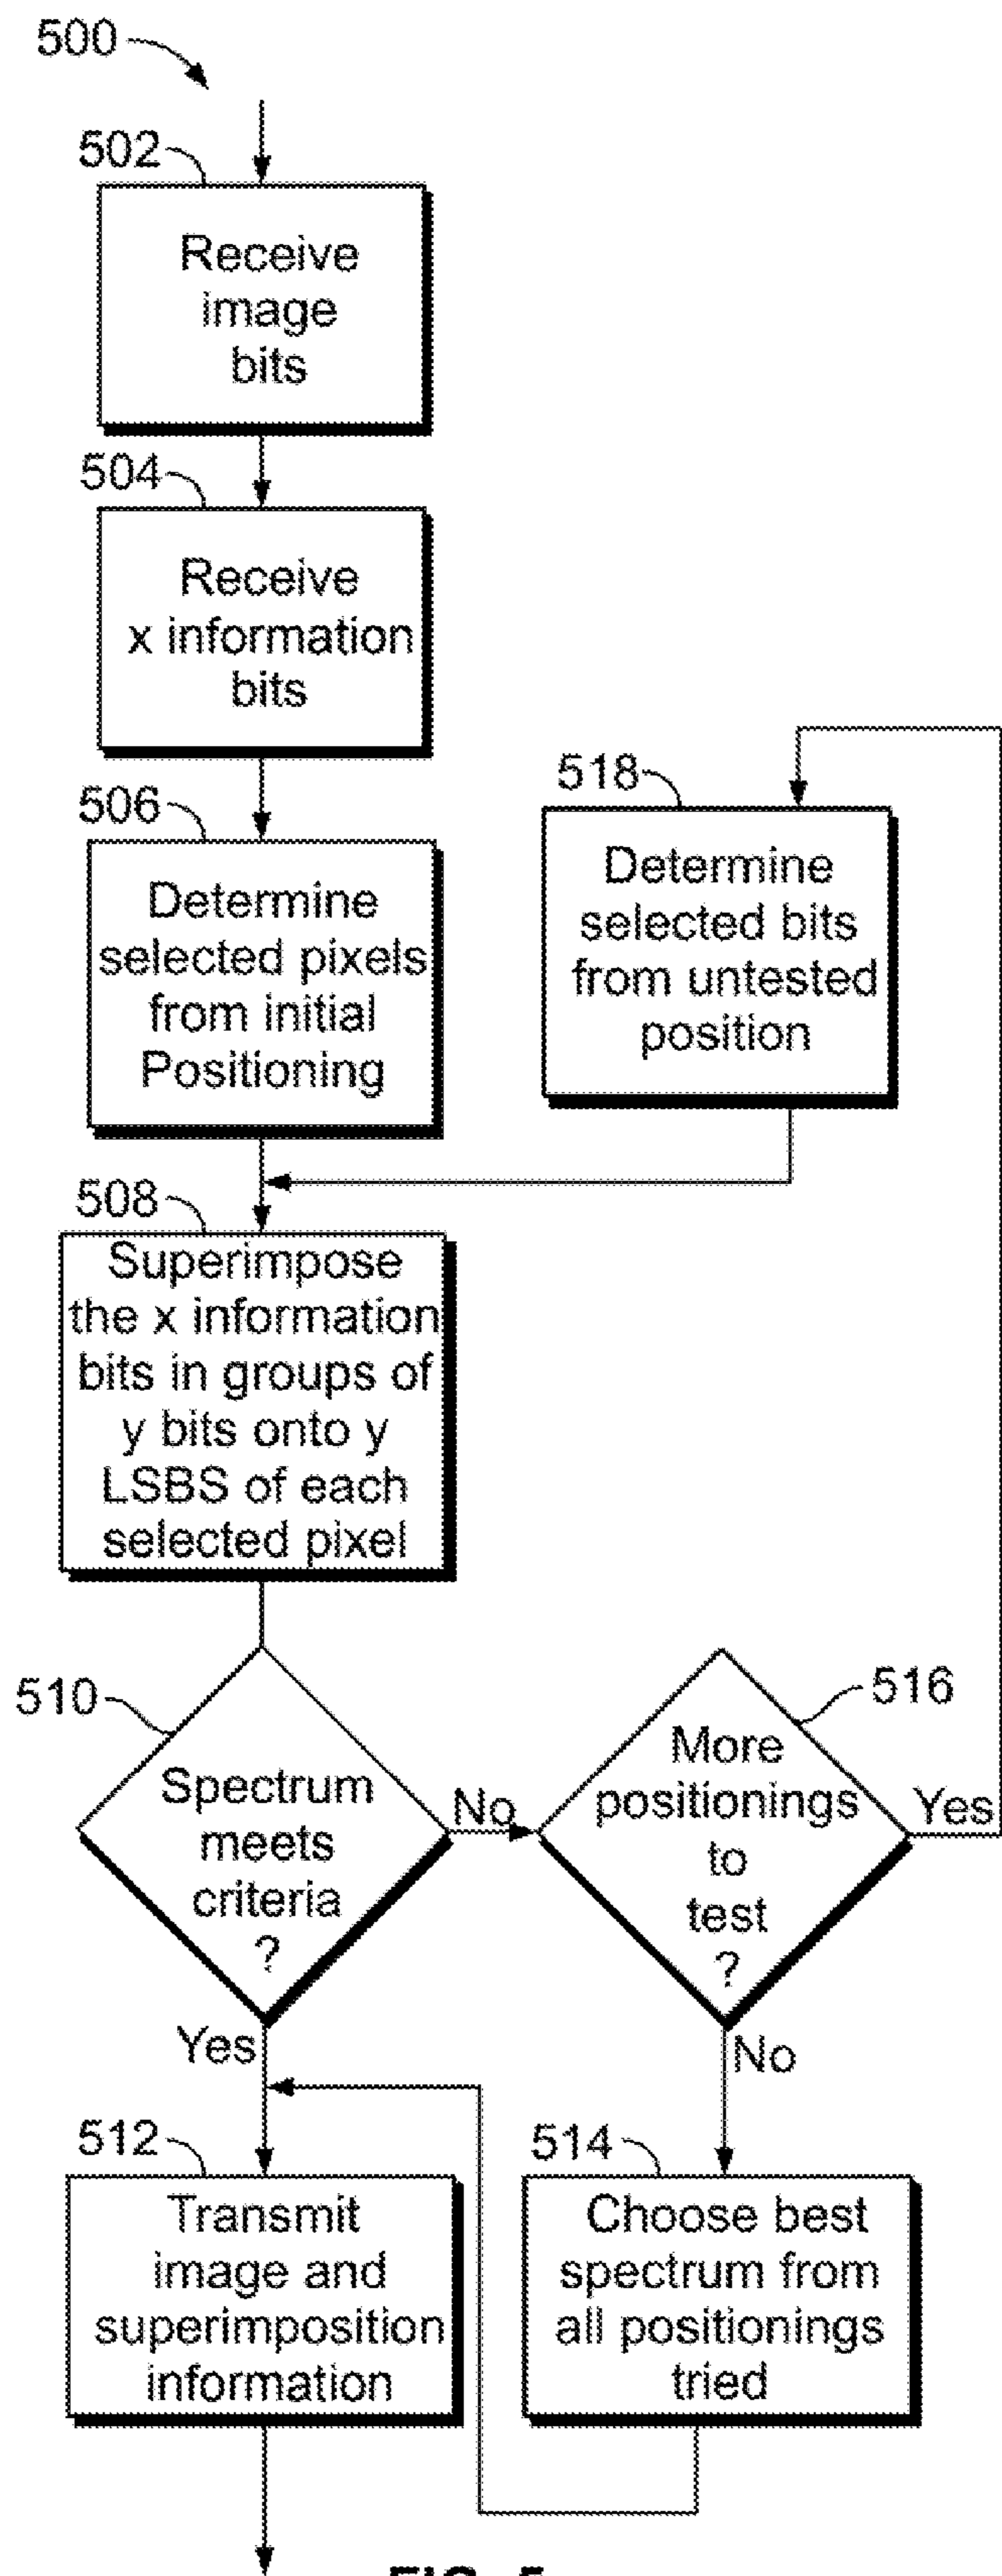 500
502
Receive
image
bits
504
Receive
x information
bits
506
Determine
selected pixels
from initial
Positioning
518
Determine
selected bits
from untested
position
508
Superimpose
the x information
bits in groups of
y bits onto y
LSBS of each
selected pixel
510
Spectrum
meets
criteria
?
No
516
More
positionings
to
test
?
Yes
Yes
No
512
Transmit
image and
superimposition
information
514
Choose best
spectrum from
all positionings
tried
FIG. 5